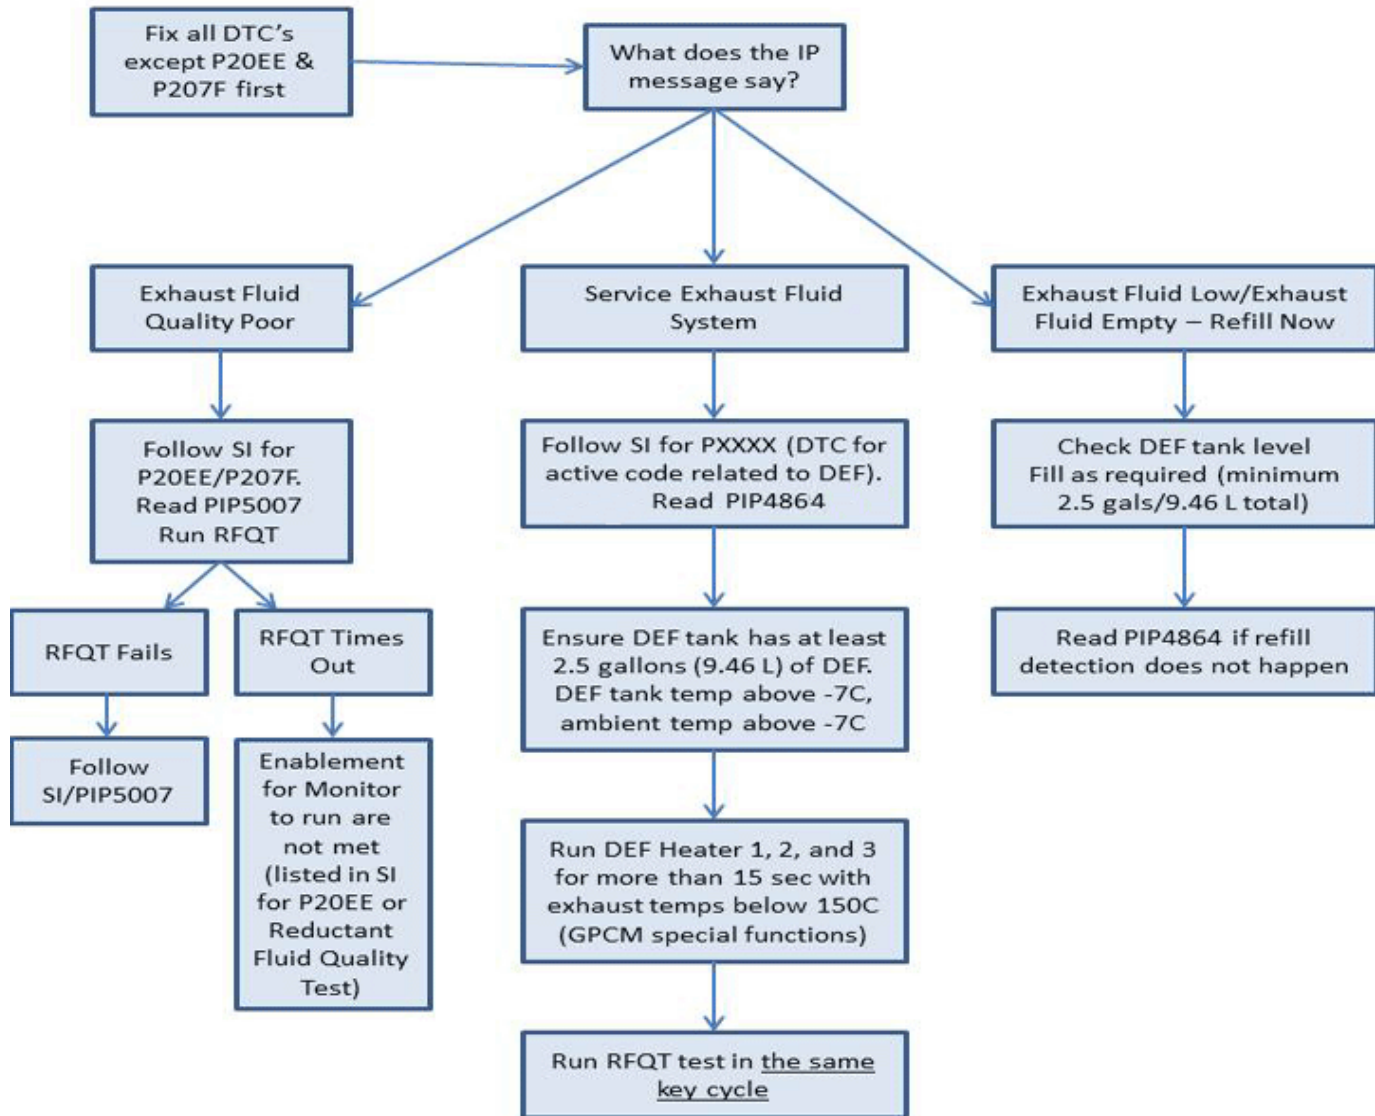 Fix all DTC's
except P20EE &
P207F first
What does the IP
message say?
Exhaust Fluid
Quality Poor
Service Exhaust Fluid
System
Exhaust Fluid Low/Exhaust
Fluid Empty – Refill Now
Follow SI for
P20EE/P207F.
Read PIP5007
Run RFQT
Follow SI for PXXXX (DTC for
active code related to DEF).
Read PIP4864
Check DEF tank level
Fill as required (minimum
2.5 gals/9.46 L total)
RFQT Fails
RFQT Times
Out
Ensure DEF tank has at least
2.5 gallons (9.46 L) of DEF.
DEF tank temp above -7C,
ambient temp above -7C
Read PIP4864 if refill
detection does not happen
Follow
SI/PIP5007
Enablement
for Monitor
to run are
not met
(listed in SI
for P20EE or
Reductant
Fluid Quality
Test)
Run DEF Heater 1, 2, and 3
for more than 15 sec with
exhaust temps below 150C
(GPCM special functions)
Run RFQT test in the same
key cycle